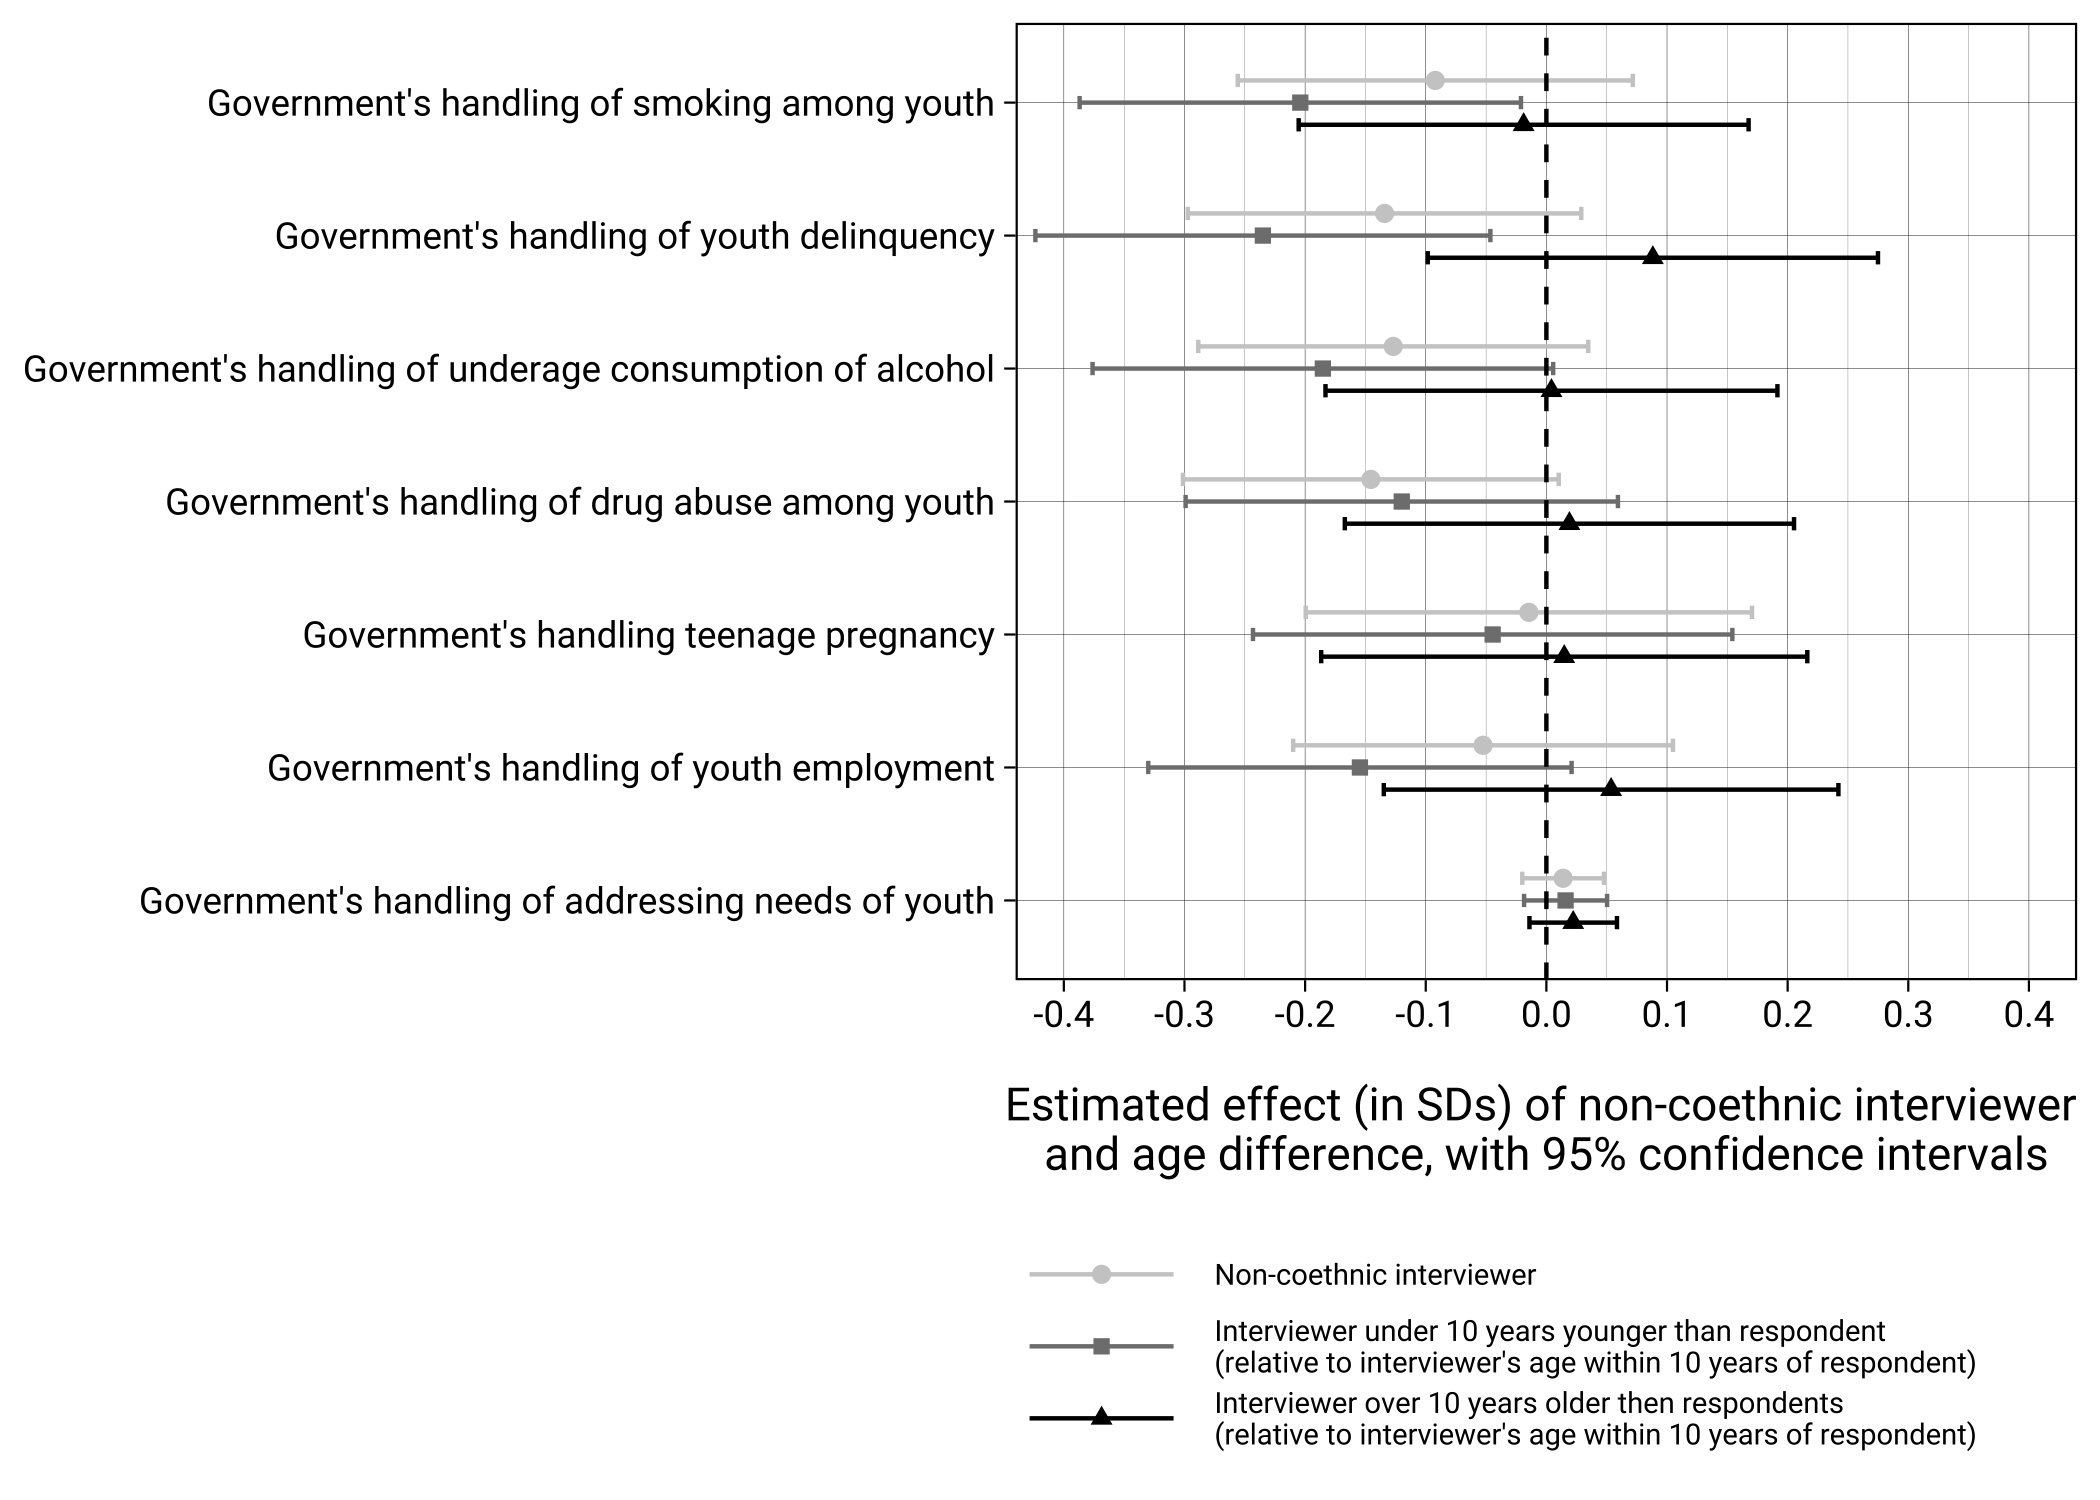 Government's handling of smoking among youth
Government's handling of youth delinquency
Government's handling of underage consumption of alcohol
Government's handling of drug abuse among youth
Government's handling teenage pregnancy
Government's handling of youth employment
Government's handling of addressing needs of youth
-0.4 -0.3 -0.2 -0.1 0.0 0.1 0.2 0.3 0.4
Estimated effect (in SDs) of non-coethnic interviewer
and age difference, with 95% confidence intervals
Non-coethnic interviewer
Interviewer under 10 years younger than respondent
(relative to interviewer's age within 10 years of respondent)
Interviewer over 10 years older then respondents
(relative to interviewer's age within 10 years of respondent)